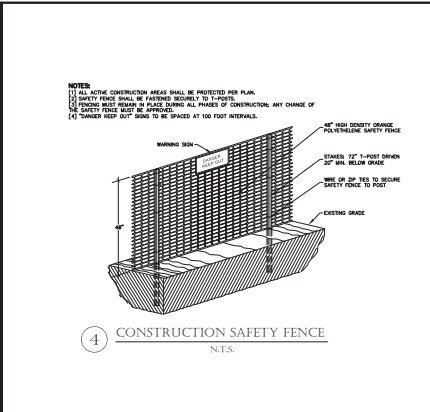 NOTES:
[1] ALL ACTIVE CONSTRUCTION AREAS SHALL BE PROTECTED PER PLAN.
[2] SAFETY FENCE SHALL BE FASTENED SECURELY TO T-POSTS.
[3] FENCING MUST REMAIN IN PLACE DURING ALL PHASES OF CONSTRUCTION; ANY CHANGE OF
THE SAFETY FENCE MUST BE APPROVED.
[4] "DANGER KEEP OUT" SIGNS TO BE SPACED AT 100 FOOT INTERVALS.
48" HIGH DENSITY ORANGE
POLYETHELENE SAFETY FENCE
WARNING SIGN
DANGER
KEEP OUT
STAKES: 72" T-POST DRIVEN
20" MIN. BELOW GRADE
WIRE OR ZIP TIES TO SECURE
SAFETY FENCE TO POST
EXISTING GRADE
48"
4 CONSTRUCTION SAFETY FENCE
N.T.S.